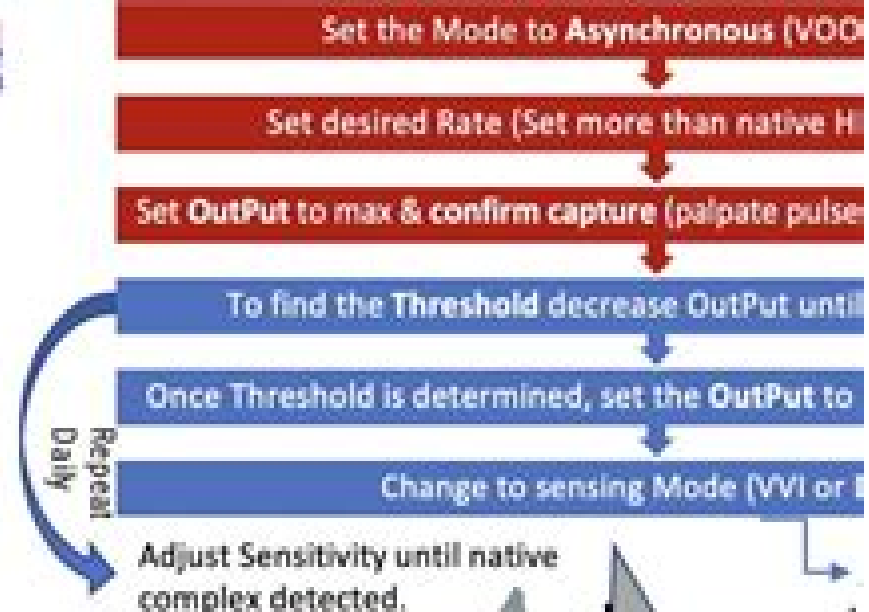 Set the Mode to Asynchronous (VOO
Set desired Rate (Set more than native H
Set OutPut to max & confirm capture (palpate pulse
To find the Threshold decrease OutPut until
Once Threshold is determined, set the OutPut to
Change to sensing Mode (VVI or
Repeat
Daily
Adjust Sensitivity until native
complex detected.